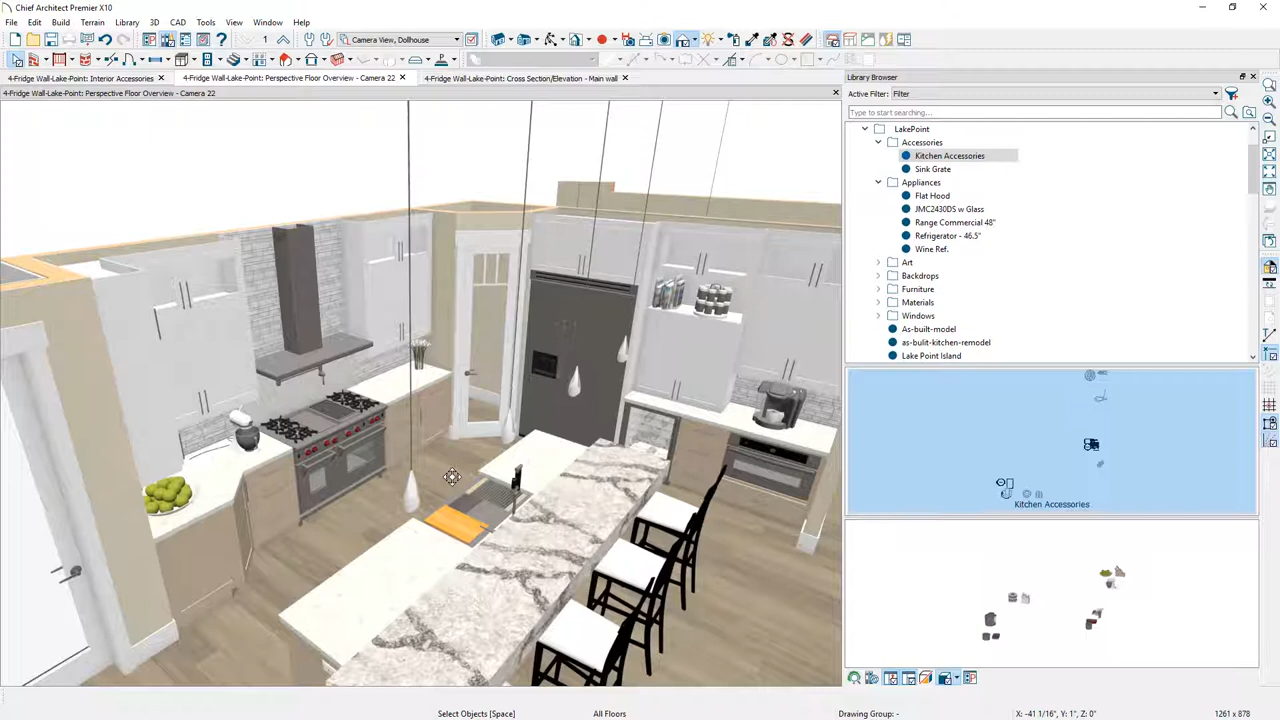 Chief Architect Premier X10
File Edit Build Terrain Library 3D CAD Tools View Window Help
1 Camera View, Dollhouse
4-Fridge Wall-Lake-Point: Interior Accessories 4-Fridge Wall-Lake-Point: Perspective Floor Overview - Camera 22 4-Fridge Wall-Lake-Point: Cross Section/Elevation - Main wall
4-Fridge Wall-Lake-Point: Perspective Floor Overview - Camera 22
Library Browser
Active Filter: Filter
Type to start searching,..
LakePoint
Accessories
Kitchen Accessories
Sink Grate
Appliances
Flat Hood
JMC2430DS w Glass
Range Commercial 48"
Refrigerator - 46.5"
Wine Ref.
Art
Backdrops
Furniture
Materials
Windows
As-built-model
as-bulit-kitchen-remodel
Lake Point Island
Kitchen Accessories
Select Objects [Space] All Floors Drawing Group: - X: -41 1/16", Y: 1", Z: 0" 1261 x 878